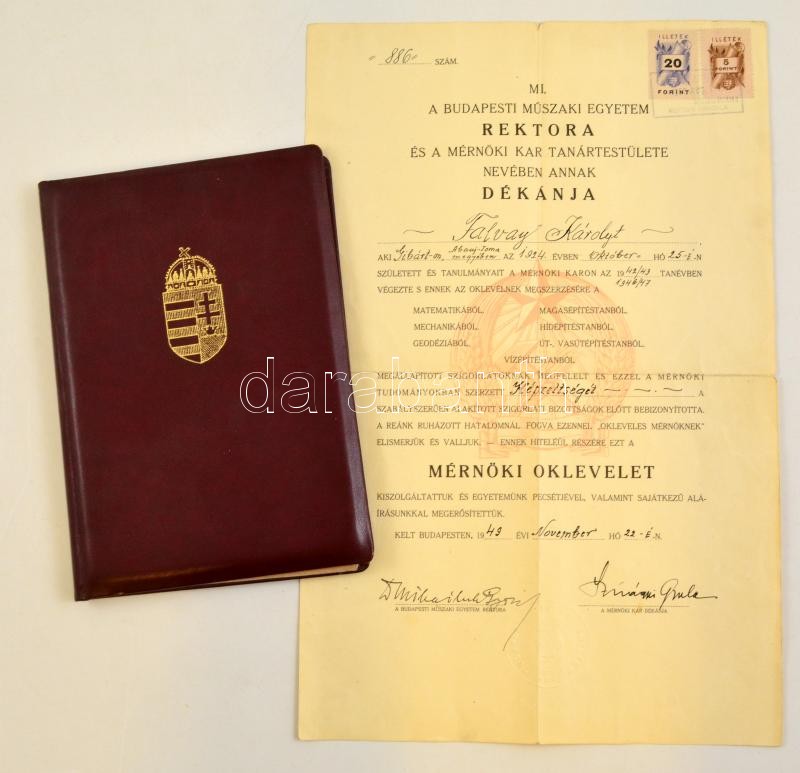 886 SZÁM.
ILLETÉK
20
FORINT
ILLETÉK
5
FORINT
MI,
A BUDAPESTI MŰSZAKI EGYETEM
REKTORA
ÉS A MÉRNÖKI KAR TANÁRTESTÜLETE
NEVÉBEN ANNAK
DÉKÁNJA
Falvay Károlyt
AKI Gibárt-on, Abauj-Torna megyében AZ 1924 ÉVBEN Október HÓ 25-É-N
SZÜLETETT ÉS TANULMÁNYAIT A MÉRNÖKI KARON AZ 1942/43 1946/47 TANÉVBEN
VÉGEZTE S ENNEK AZ OKLEVÉLNEK MEGSZERZÉSÉRE A
MATEMATIKÁBÓL, MAGASÉPÍTÉSTANBÓL,
MECHANIKÁBÓL, HÍDÉPÍTÉSTANBÓL,
GEODÉZIÁBÓL, ÚT-, VASÚTÉPÍTÉSTANBÓL,
VÍZÉPÍTÉSTANBÓL
MEGÁLLAPÍTOTT SZIGORLATOKNAK MEGFELELT ÉS EZZEL A MÉRNÖKI
TUDOMÁNYOKBAN SZERZETT Képzettségét A
SZABÁLYSZERŰEN ALAKÍTOTT SZIGORLATI BIZOTTSÁGOK ELŐTT BEBIZONYÍTOTTA.
A REÁNK RUHÁZOTT HATALOMNÁL FOGVA EZENNEL „OKLEVELES MÉRNÖKNEK"
ELISMERJÜK ÉS VALLJUK, — ENNEK HITELÉÜL RÉSZÉRE EZT A
MÉRNÖKI OKLEVELET
KISZOLGÁLTATTUK ÉS EGYETEMÜNK PECSÉTJÉVEL, VALAMINT SAJÁTKEZŰ ALÁ-
ÍRÁSUNKKAL MEGERŐSÍTETTÜK.
KELT BUDAPESTEN, 1949 ÉVI November HÓ 22-É-N.
A BUDAPESTI MŰSZAKI EGYETEM REKTORA
A MÉRNÖKI KAR DÉKÁNJA
darabanth